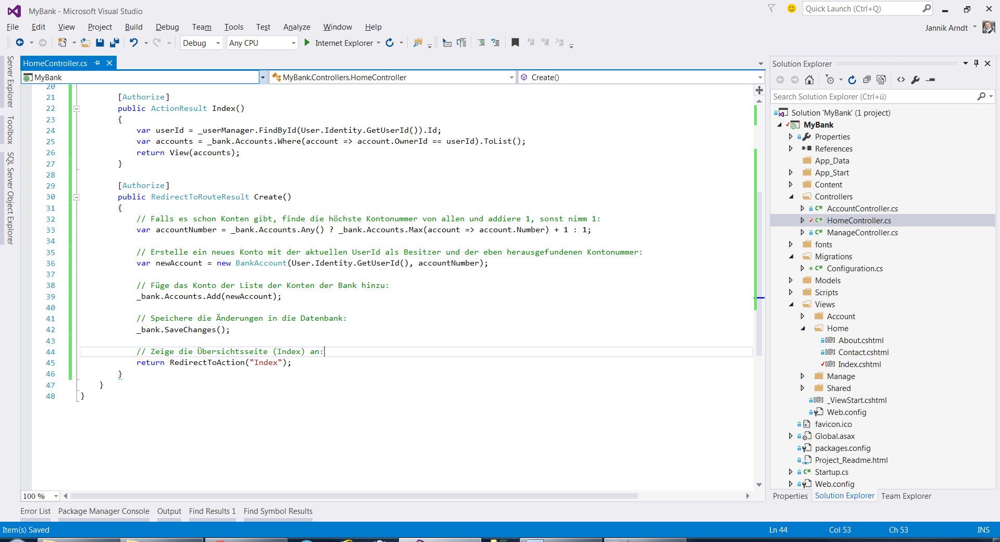 MyBank - Microsoft Visual Studio
Quick Launch (Ctrl+Q)
File Edit View Project Build Debug Team Tools Test Analyze Window Help
Jannik Arndt
Debug Any CPU Internet Explorer
Server Explorer
Toolbox
SQL Server Object Explorer
HomeController.cs
MyBank MyBank.Controllers.HomeController Create()
20
21 [Authorize]
22 public ActionResult Index()
23 {
24 var userId = _userManager.FindById(User.Identity.GetUserId()).Id;
25 var accounts = _bank.Accounts.Where(account => account.OwnerId == userId).ToList();
26 return View(accounts);
27 }
28
29 [Authorize]
30 public RedirectToRouteResult Create()
31 {
32 // Falls es schon Konten gibt, finde die höchste Kontonummer von allen und addiere 1, sonst nimm 1:
33 var accountNumber = _bank.Accounts.Any() ? _bank.Accounts.Max(account => account.Number) + 1 : 1;
34
35 // Erstelle ein neues Konto mit der aktuellen UserId als Besitzer und der eben herausgefundenen Kontonummer:
36 var newAccount = new BankAccount(User.Identity.GetUserId(), accountNumber);
37
38 // Füge das Konto der Liste der Konten der Bank hinzu:
39 _bank.Accounts.Add(newAccount);
40
41 // Speichere die Änderungen in die Datenbank:
42 _bank.SaveChanges();
43
44 // Zeige die Übersichtsseite (Index) an:
45 return RedirectToAction("Index");
46 }
47 }
48 }
100 %
Solution Explorer
Search Solution Explorer (Ctrl+ü)
Solution 'MyBank' (1 project)
MyBank
Properties
References
App_Data
App_Start
Content
Controllers
C# AccountController.cs
C# HomeController.cs
C# ManageController.cs
fonts
Migrations
C# Configuration.cs
Models
Scripts
Views
Account
Home
[@] About.cshtml
[@] Contact.cshtml
[@] Index.cshtml
Manage
Shared
[@] _ViewStart.cshtml
Web.config
favicon.ico
Global.asax
packages.config
Project_Readme.html
C# Startup.cs
Web.config
Properties Solution Explorer Team Explorer
Error List Package Manager Console Output Find Results 1 Find Symbol Results
Item(s) Saved Ln 44 Col 53 Ch 53 INS